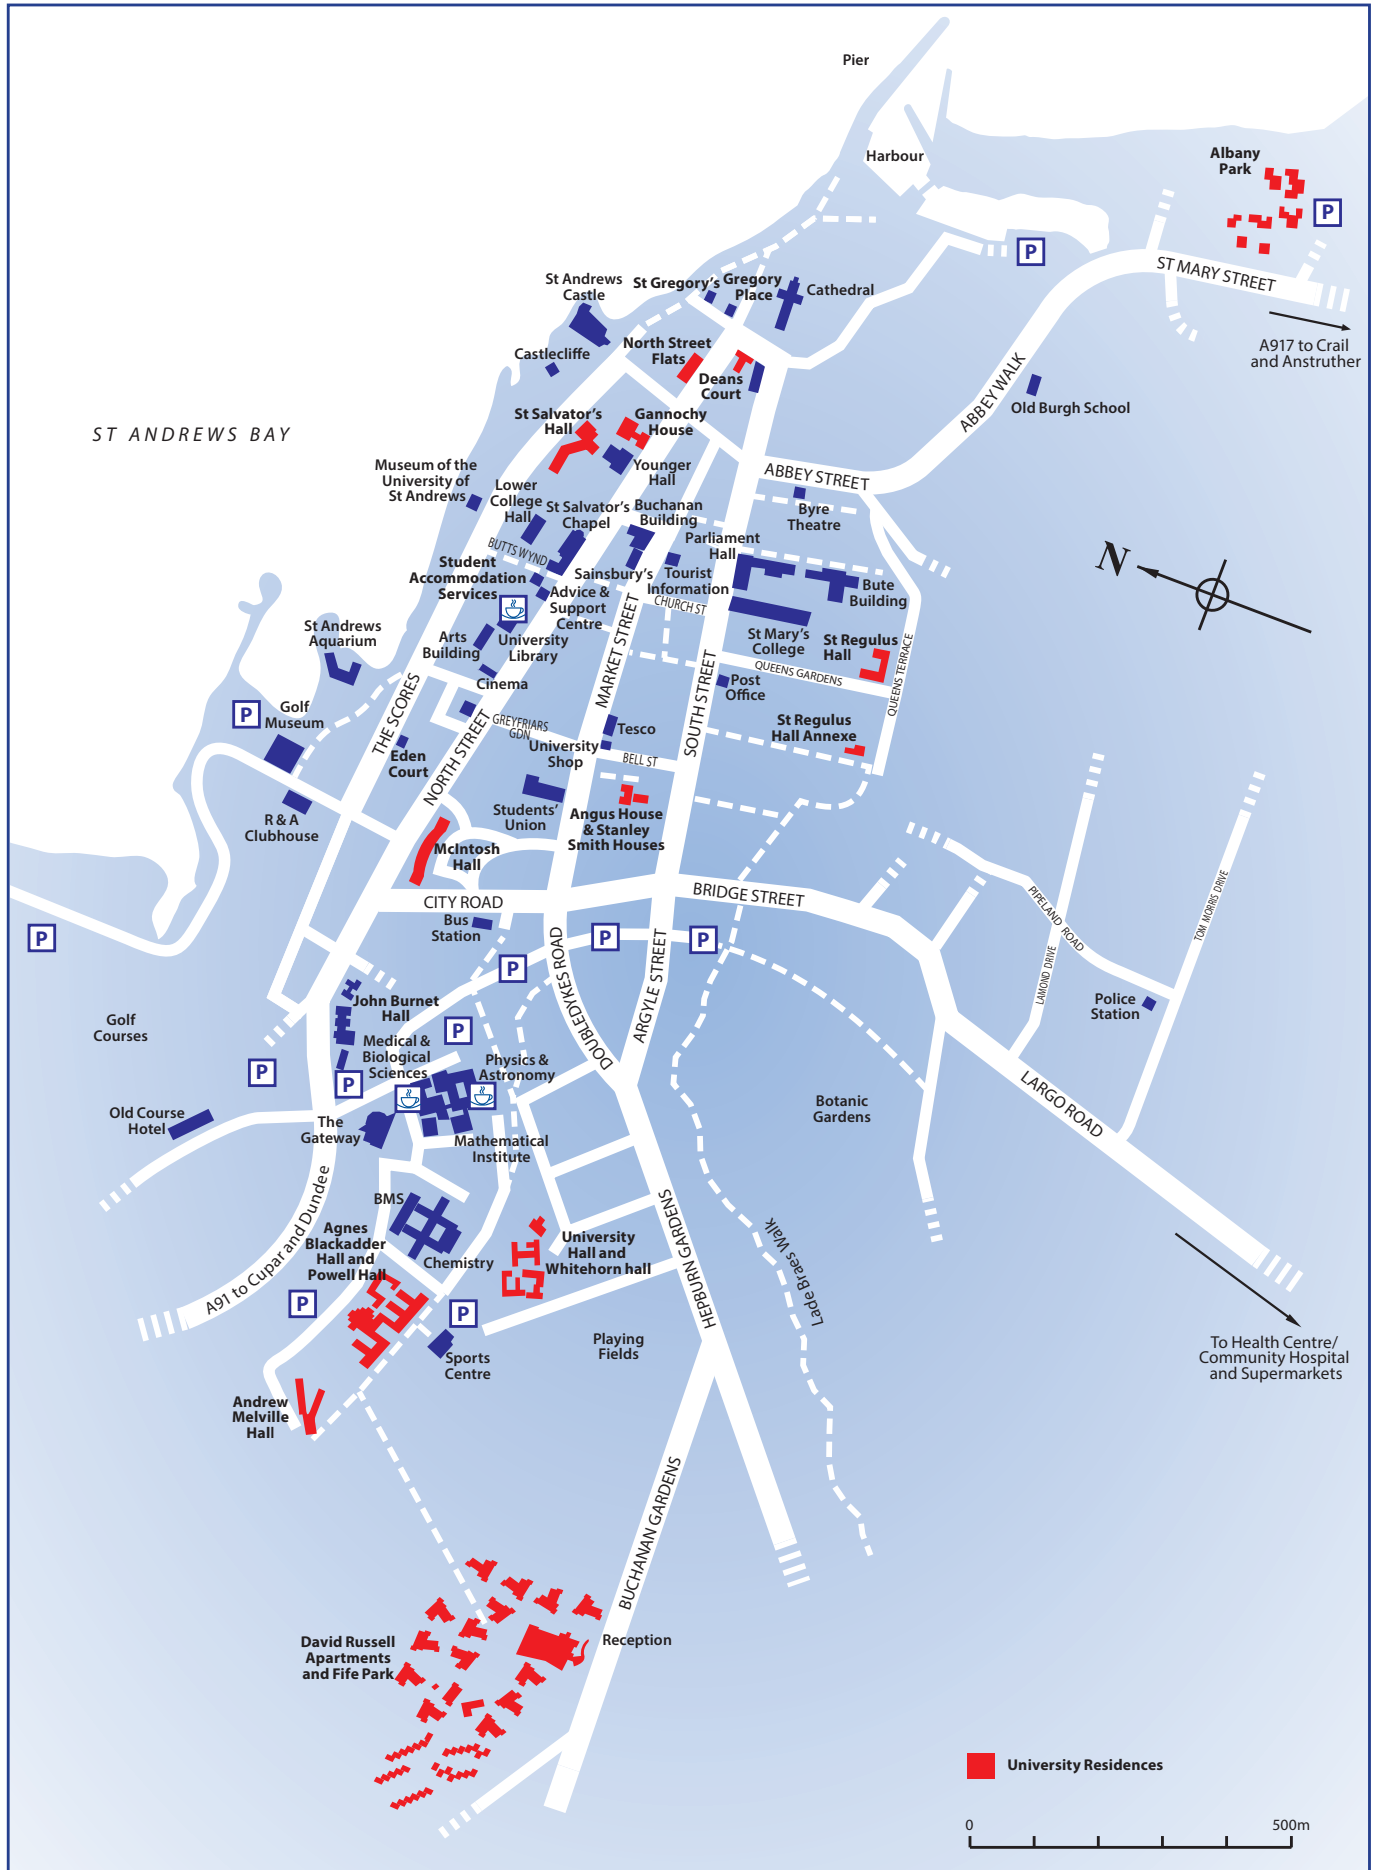 Pier
Harbour
Albany
Park
P
P
ST MARY STREET
A917 to Crail
and Anstruther
St Andrews
Castle
St Gregory's
Gregory
Place
Cathedral
Castlecliffe
North Street
Flats
Deans
Court
ABBEY WALK
Old Burgh School
ST ANDREWS BAY
St Salvator's
Hall
Gannochy
House
Younger
Hall
ABBEY STREET
Byre
Theatre
Museum of the
University of
St Andrews
Lower
College
Hall
St Salvator's
Chapel
Buchanan
Building
Parliament
Hall
BUTTS WYND
Student
Accommodation
Services
Sainsbury's
Tourist
Information
Bute
Building
N
Advice &
Support
Centre
CHURCH ST
St Mary's
College
St Regulus
Hall
QUEENS TERRACE
St Andrews
Aquarium
Arts
Building
University
Library
MARKET STREET
SOUTH STREET
QUEENS GARDENS
Cinema
Post
Office
P
Golf
Museum
THE SCORES
NORTH STREET
GREYFRIARS
GDN
Tesco
St Regulus
Hall Annexe
Eden
Court
University
Shop
BELL ST
R & A
Clubhouse
Students'
Union
Angus House
& Stanley
Smith Houses
McIntosh
Hall
CITY ROAD
BRIDGE STREET
PIPELAND ROAD
TOM MORRIS DRIVE
Bus
Station
P
P
P
P
DOUBLEDYKES ROAD
ARGYLE STREET
LAMOND DRIVE
Police
Station
John Burnet
Hall
Golf
Courses
P
Medical &
Biological
Sciences
Physics &
Astronomy
P
P
LARGO ROAD
Botanic
Gardens
Old Course
Hotel
The
Gateway
Mathematical
Institute
BMS
A91 to Cupar and Dundee
Agnes
Blackadder
Hall and
Powell Hall
Chemistry
University
Hall and
Whitehorn hall
HEPBURN GARDENS
Lade Braes Walk
P
P
Sports
Centre
Playing
Fields
To Health Centre/
Community Hospital
and Supermarkets
Andrew
Melville
Hall
BUCHANAN GARDENS
David Russell
Apartments
and Fife Park
Reception
University Residences
0
500m